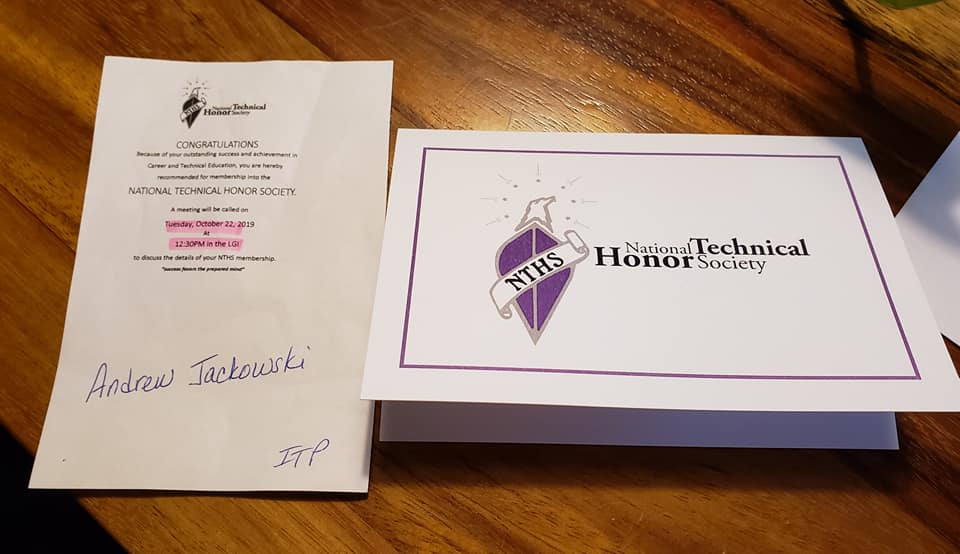 NTHS
National Technical
Honor Society
CONGRATULATIONS
Because of your outstanding success and achievement in
Career and Technical Education, you are hereby
recommended for membership into the
NATIONAL TECHNICAL HONOR SOCIETY.
A meeting will be called on
Tuesday, October 22, 2019
At
12:30PM in the LGI
to discuss the details of your NTHS membership.
"success favors the prepared mind"
Andrew Jackowski
ITP
NTHS
National Technical
Honor Society